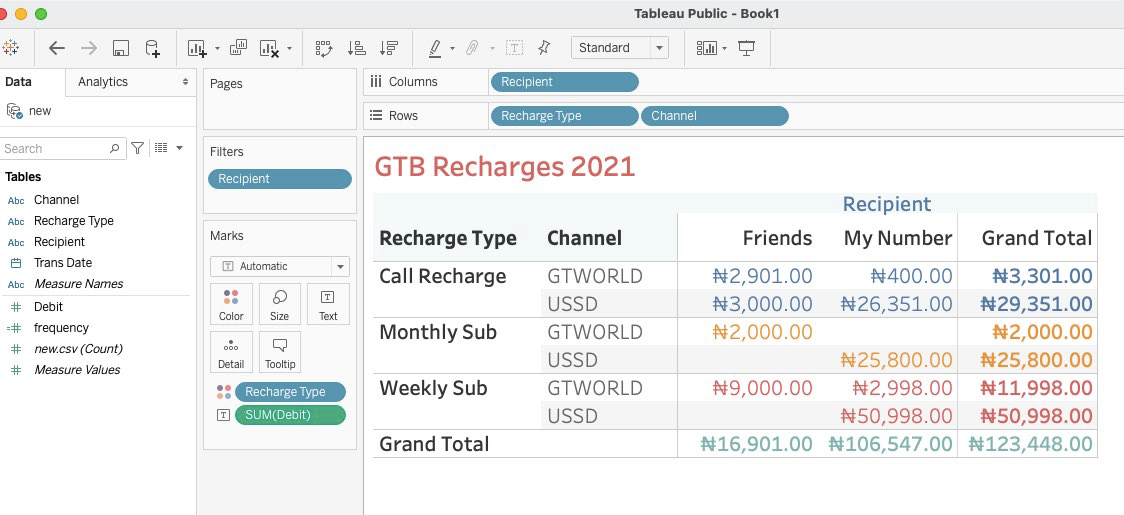 Tableau Public - Book1
Standard
Data Analytics Pages Columns Recipient
new Rows Recharge Type Channel
Search Filters
Recipient
Tables
Abc Channel
Abc Recharge Type
Abc Recipient
Trans Date
Abc Measure Names
Debit
frequency
new.csv (Count)
Measure Values
Marks
Automatic
Color Size Text
Detail Tooltip
Recharge Type
SUM(Debit)
GTB Recharges 2021
Recipient
Recharge Type Channel Friends My Number Grand Total
Call Recharge GTWORLD ₦2,901.00 ₦400.00 ₦3,301.00
USSD ₦3,000.00 ₦26,351.00 ₦29,351.00
Monthly Sub GTWORLD ₦2,000.00 ₦2,000.00
USSD ₦25,800.00 ₦25,800.00
Weekly Sub GTWORLD ₦9,000.00 ₦2,998.00 ₦11,998.00
USSD ₦50,998.00 ₦50,998.00
Grand Total ₦16,901.00 ₦106,547.00 ₦123,448.00